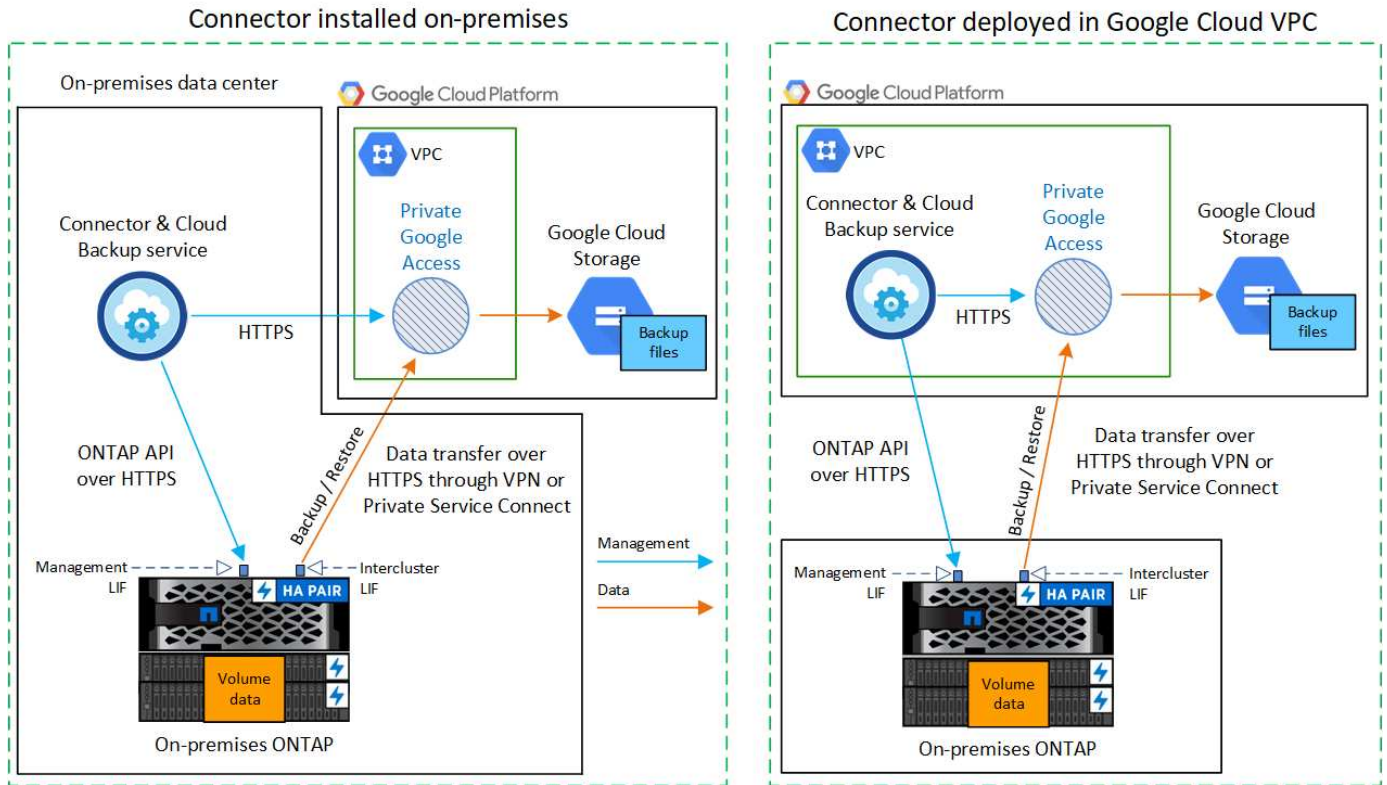 Connector installed on-premises
On-premises data center
Google Cloud Platform
VPC
Connector & Cloud
Backup service
Private
Google
Access
Google Cloud
Storage
HTTPS
Backup
files
ONTAP API
over HTTPS
Backup / Restore
Data transfer over
HTTPS through VPN or
Private Service Connect
Management
LIF
Intercluster
LIF
HA PAIR
Volume
data
On-premises ONTAP
Management
Data
Connector deployed in Google Cloud VPC
Google Cloud Platform
VPC
Connector & Cloud
Backup service
Private
Google
Access
Google Cloud
Storage
HTTPS
Backup
files
ONTAP API
over HTTPS
Backup / Restore
Data transfer over
HTTPS through VPN or
Private Service Connect
Management
LIF
Intercluster
LIF
HA PAIR
Volume
data
On-premises ONTAP